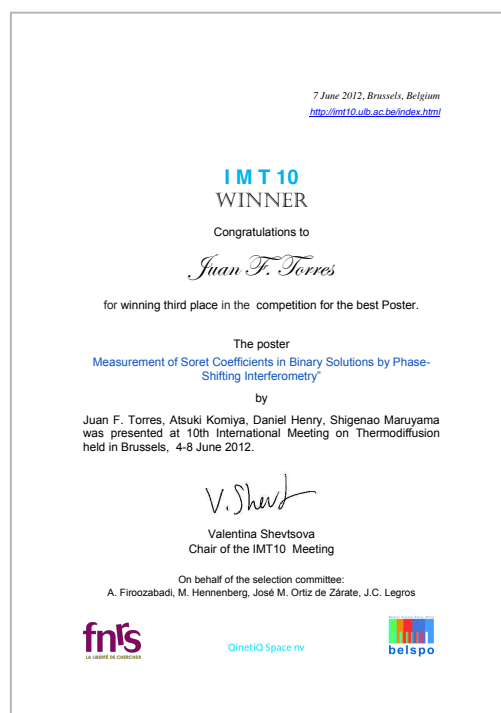 7 June 2012, Brussels, Belgium
http://imt10.ulb.ac.be/index.html
I M T 10
WINNER
Congratulations to
Juan F. Torres
for winning third place in the competition for the best Poster.
The poster
Measurement of Soret Coefficients in Binary Solutions by Phase-
Shifting Interferometry"
by
Juan F. Torres, Atsuki Komiya, Daniel Henry, Shigenao Maruyama
was presented at 10th International Meeting on Thermodiffusion
held in Brussels, 4-8 June 2012.
V. Shevt
Valentina Shevtsova
Chair of the IMT10 Meeting
On behalf of the selection committee:
A. Firoozabadi, M. Hennenberg, José M. Ortiz de Zárate, J.C. Legros
fnrs
LA LIBERTÉ DE CHERCHER
QinetiQ Space nv
belspo